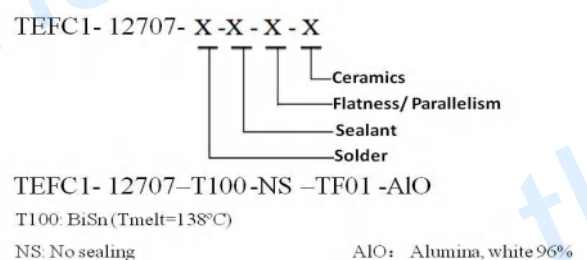 TEFC1- 12707- X -X - X - X
Ceramics
Flatness/ Parallelism
Sealant
Solder
TEFC1- 12707–T100-NS –TF01 -AlO
T100: BiSn(Tmelt=138°C)
NS: No sealing AlO： Alumina, white 96%